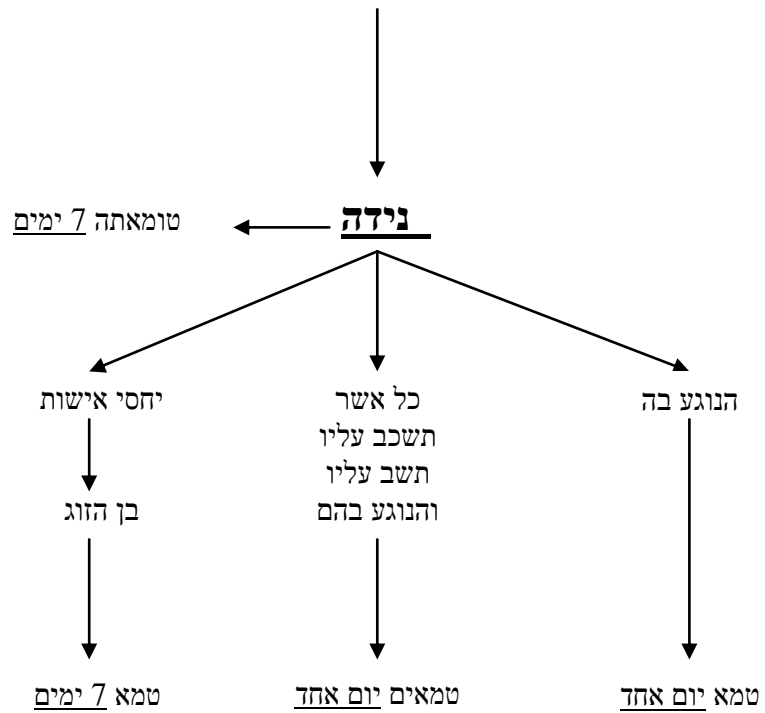 נידה
טומאתה 7 ימים
הנוגע בה
טמא יום אחד
כל אשר
תשכב עליו
תשב עליו
והנוגע בהם
טמאים יום אחד
יחסי אישות
בן הזוג
טמא 7 ימים